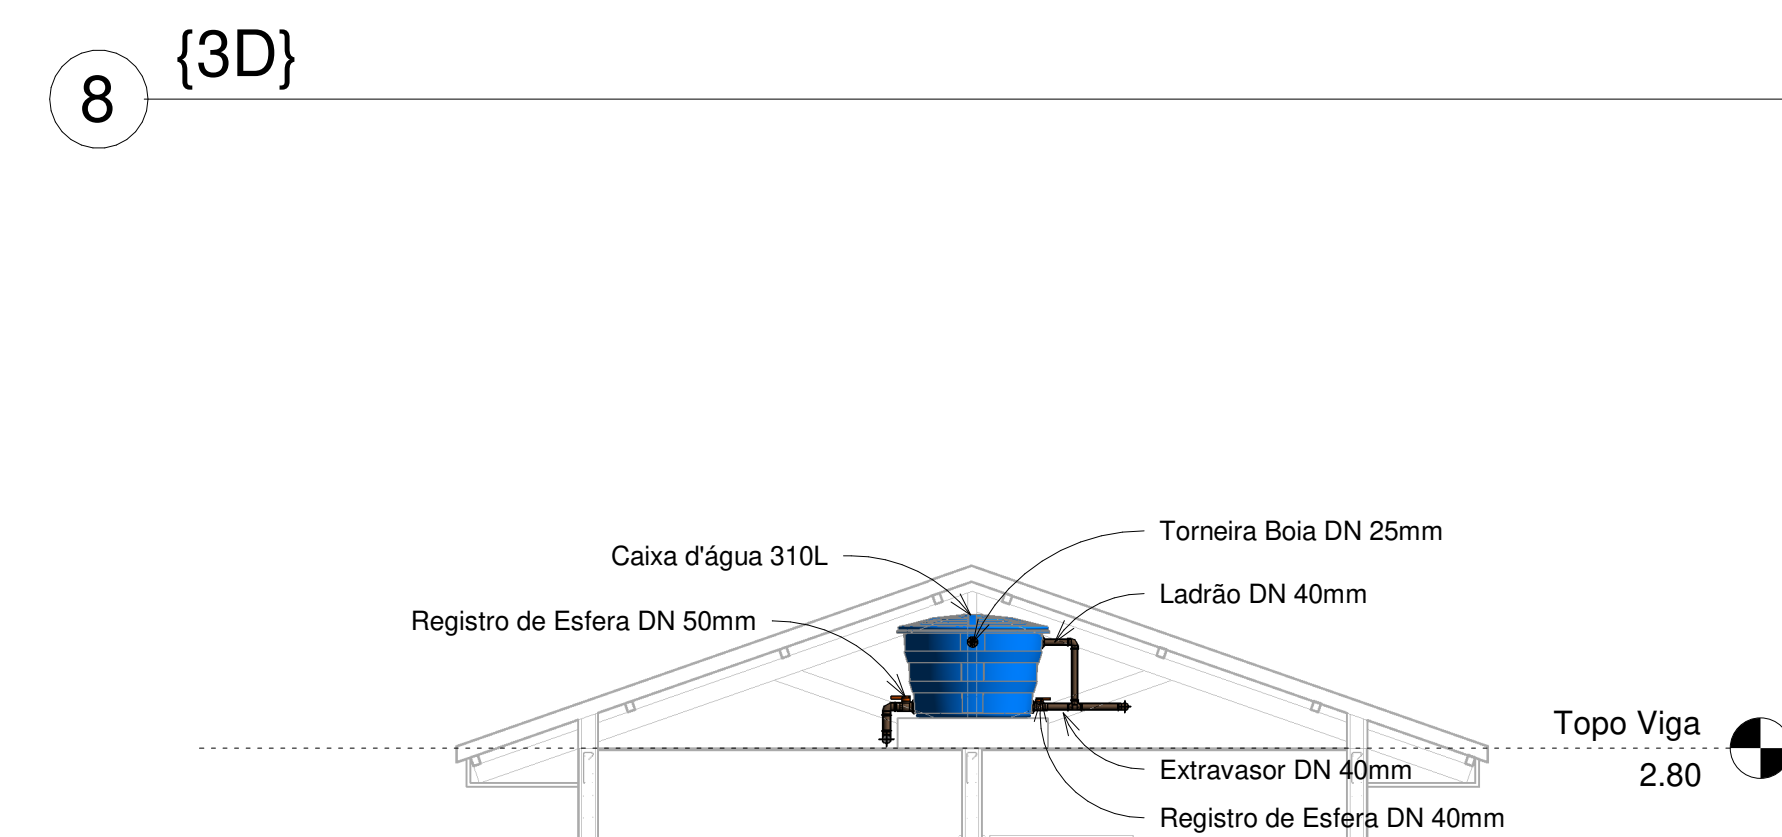 {3D}
8
Torneira Boia DN 25mm
Caixa d'água 310L
Ladrão DN 40mm
Registro de Esfera DN 50mm
Topo Viga
2.80
Extravasor DN 40mm
Registro de Esfera DN 40mm